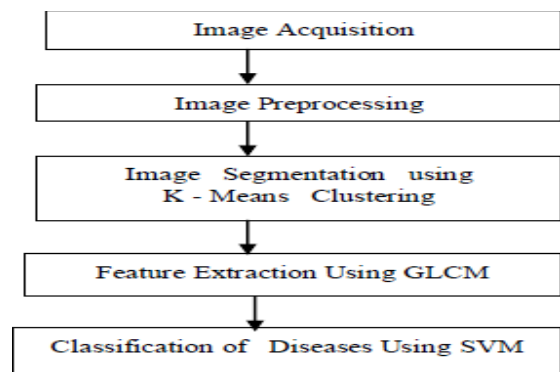 Image Acquisition
Image Preprocessing
Image Segmentation using
K - Means Clustering
Feature Extraction Using GLCM
Classification of Diseases Using SVM